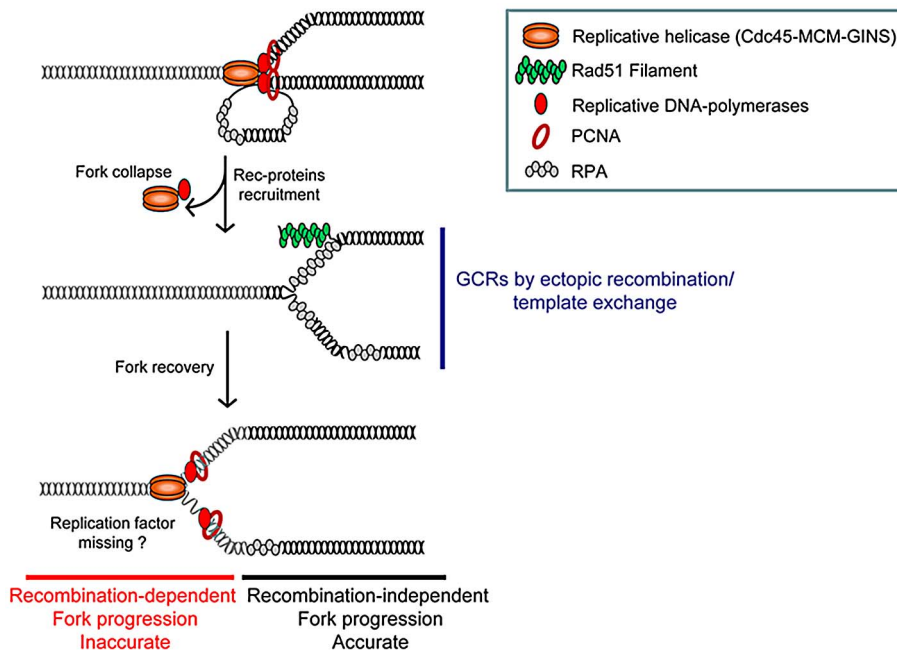 Replicative helicase (Cdc45-MCM-GINS)
Rad51 Filament
Replicative DNA-polymerases
PCNA
RPA
Fork collapse
Rec-proteins
recruitment
GCRs by ectopic recombination/
template exchange
Fork recovery
Replication factor
missing ?
Recombination-dependent
Fork progression
Inaccurate
Recombination-independent
Fork progression
Accurate